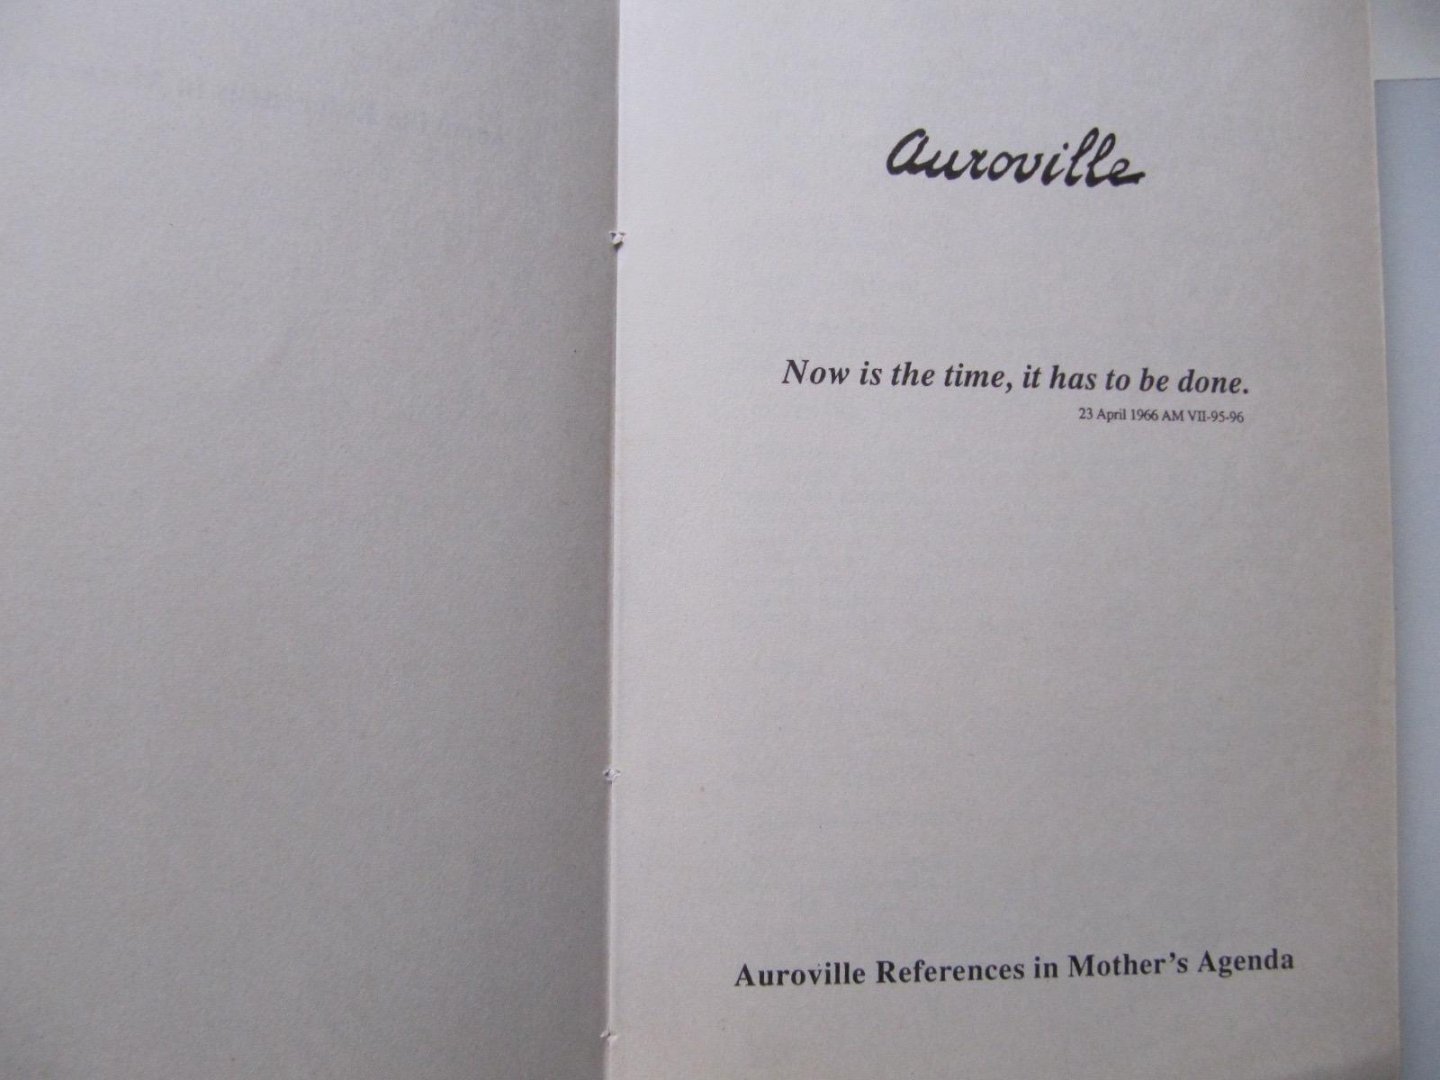 Auroville
Now is the time, it has to be done.
23 April 1966 AM VII-95-96
Auroville References in Mother's Agenda